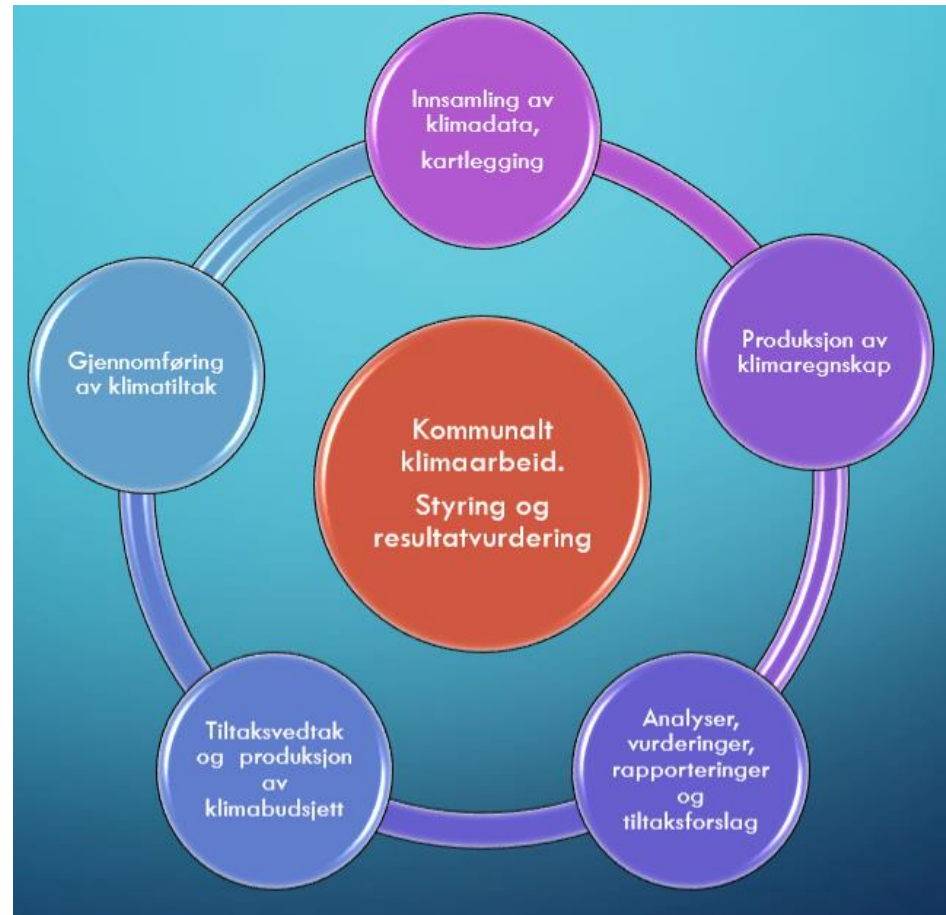 Innsamling av
klimadata,
kartlegging
Produksjon av
klimaregnskap
Gjennomføring
av klimatiltak
Kommunalt
klimaarbeid.
Styring og
resultatvurdering
Analyser,
vurderinger,
rapporteringer
og
tiltaksforslag
Tiltaksvedtak
og produksjon
av
klimabudsjett